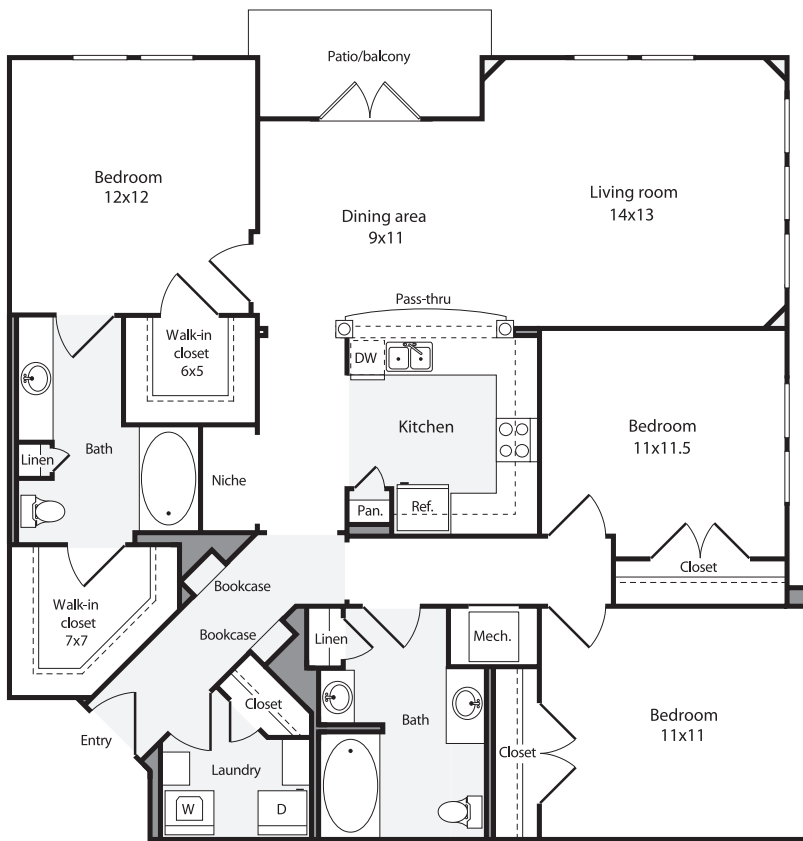 Patio/balcony
Bedroom
12x12
Living room
14x13
Dining area
9x11
Pass-thru
Walk-in
closet
6x5
DW
Kitchen
Bedroom
11x11.5
Bath
Linen
Niche
Pan.
Ref.
Closet
Bookcase
Walk-in
closet
7x7
Bookcase
Linen
Mech.
Closet
Entry
Bath
Bedroom
11x11
Closet
Laundry
W
D